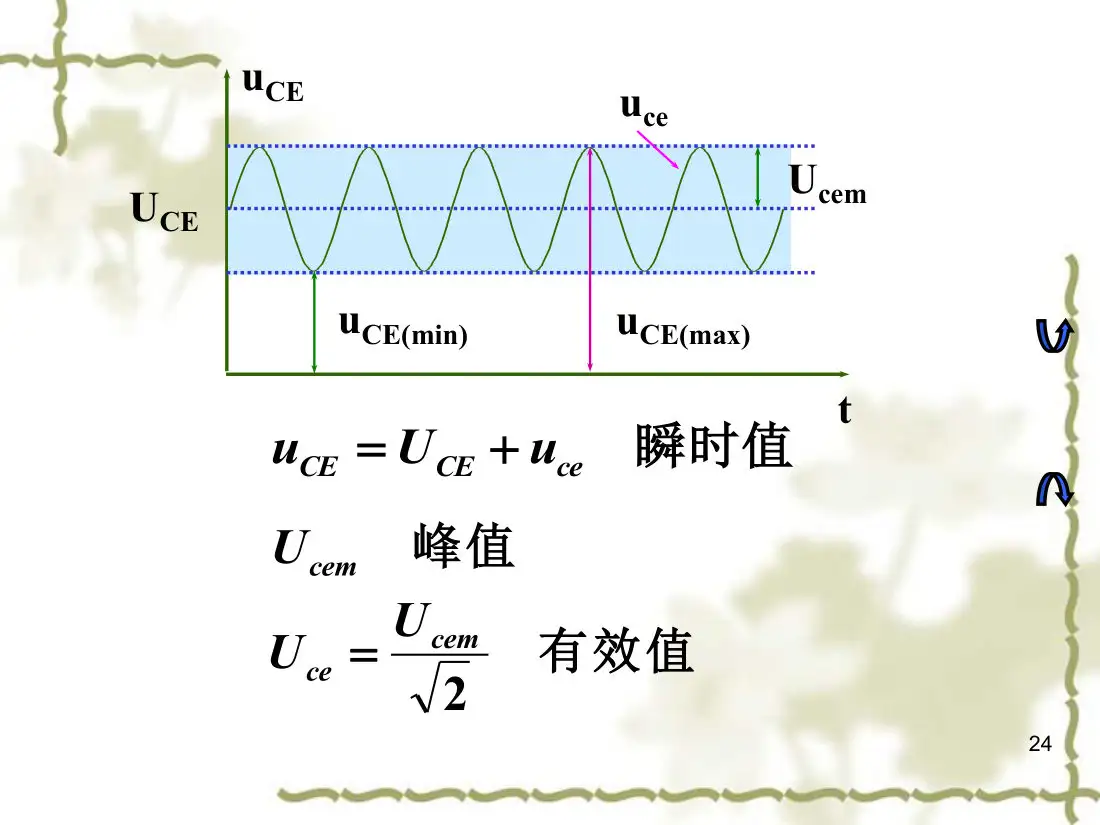 uCE
uce
Ucem
UCE
uCE(min)
uCE(max)
t
uCE = UCE + uce 瞬时值
Ucem 峰值
Uce = Ucem / √2 有效值
24